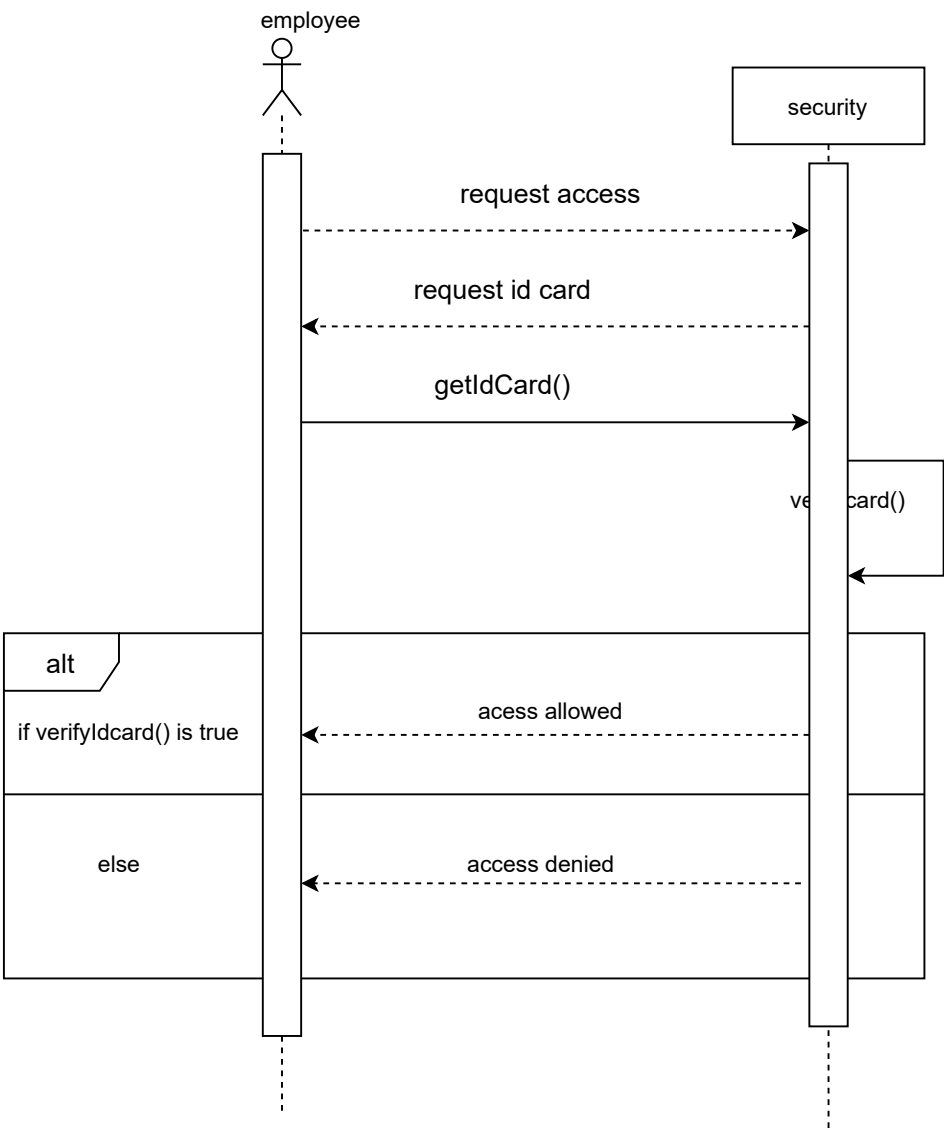 employee
security
request access
request id card
getIdCard()
card()
alt
acess allowed
if verifyIdcard() is true
else
access denied